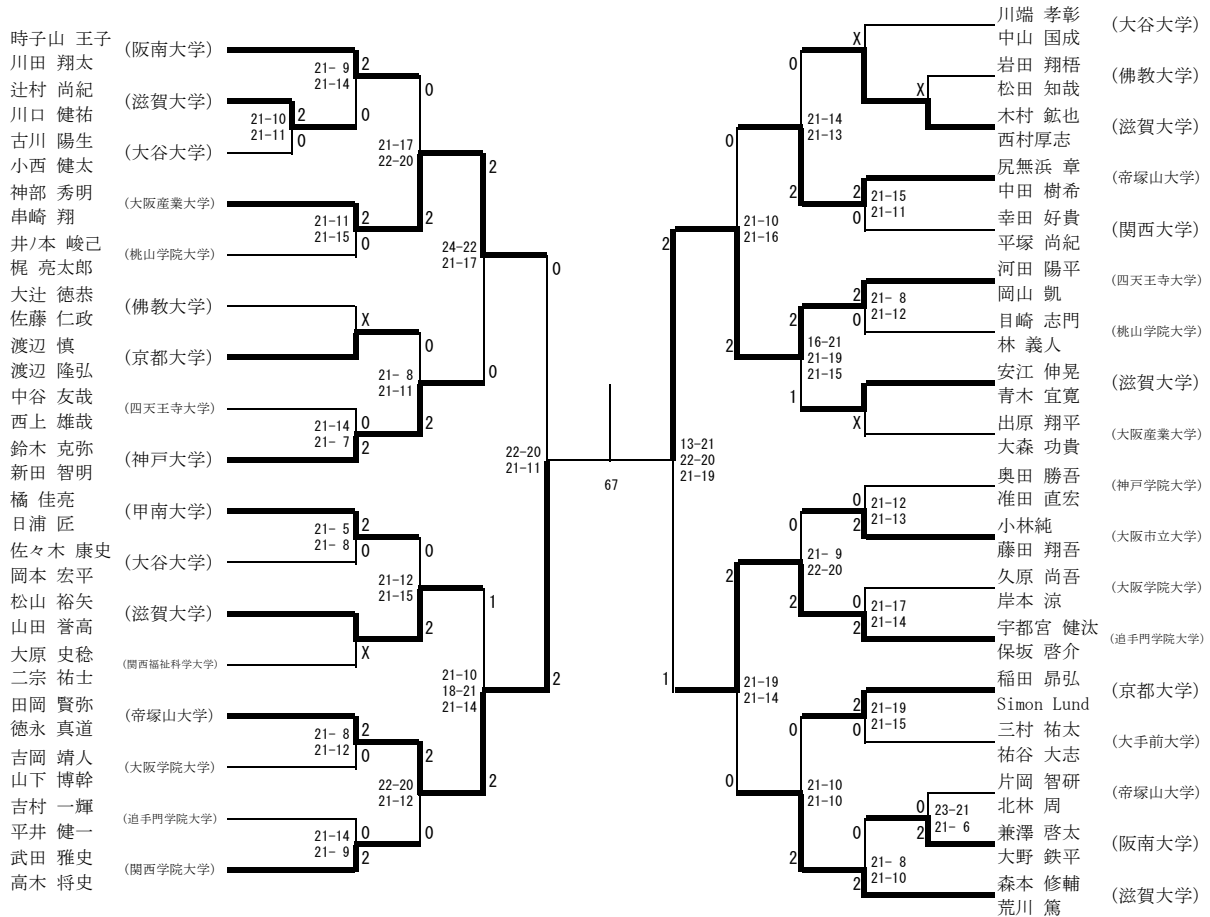 時子山 王子
川田 翔太
(阪南大学)
辻村 尚紀
川口 健祐
(滋賀大学)
古川 陽生
小西 健太
(大谷大学)
神部 秀明
串崎 翔
(大阪産業大学)
井ﾉ本 峻己
梶 亮太郎
(桃山学院大学)
大辻 徳恭
佐藤 仁政
(佛教大学)
渡辺 慎
渡辺 隆弘
(京都大学)
中谷 友哉
西上 雄哉
(四天王寺大学)
鈴木 克弥
新田 智明
(神戸大学)
橘 佳亮
日浦 匠
(甲南大学)
佐々木 康史
岡本 宏平
(大谷大学)
松山 裕矢
山田 誉高
(滋賀大学)
大原 史稔
二宗 祐士
(関西福祉科学大学)
田岡 賢弥
徳永 真道
(帝塚山大学)
吉岡 靖人
山下 博幹
(大阪学院大学)
吉村 一輝
平井 健一
(追手門学院大学)
武田 雅史
高木 将史
(関西学院大学)
21-10
21-11
2
0
21- 9
21-14
2
0
21-11
21-15
2
0
X
21-14
21- 7
0
2
21- 5
21- 8
2
0
X
21- 8
21-12
2
0
21-14
21- 9
0
2
21-17
22-20
0
2
21- 8
21-11
0
2
21-12
21-15
0
2
22-20
21-12
2
0
24-22
21-17
2
0
21-10
18-21
21-14
1
2
22-20
21-11
0
2
67
13-21
22-20
21-19
2
1
21-10
21-16
0
2
21-19
21-14
2
0
21-14
21-13
0
2
16-21
21-19
21-15
2
1
21- 9
22-20
0
2
21-10
21-10
0
2
X
X
2
0
21-15
21-11
2
0
21- 8
21-12
X
0
2
21-12
21-13
0
2
21-17
21-14
2
0
21-19
21-15
0
2
23-21
21- 6
0
2
21- 8
21-10
川端 孝彰
中山 国成
(大谷大学)
岩田 翔梧
松田 知哉
(佛教大学)
木村 鉱也
西村厚志
(滋賀大学)
尻無浜 章
中田 樹希
(帝塚山大学)
幸田 好貴
平塚 尚紀
(関西大学)
河田 陽平
岡山 凱
(四天王寺大学)
目崎 志門
林 義人
(桃山学院大学)
安江 伸晃
青木 宜寛
(滋賀大学)
出原 翔平
大森 功貴
(大阪産業大学)
奥田 勝吾
准田 直宏
(神戸学院大学)
小林純
藤田 翔吾
(大阪市立大学)
久原 尚吾
岸本 涼
(大阪学院大学)
宇都宮 健汰
保坂 啓介
(追手門学院大学)
稲田 昴弘
Simon Lund
(京都大学)
三村 祐太
祐谷 大志
(大手前大学)
片岡 智研
北林 周
(帝塚山大学)
兼澤 啓太
大野 鉄平
(阪南大学)
森本 修輔
荒川 篤
(滋賀大学)